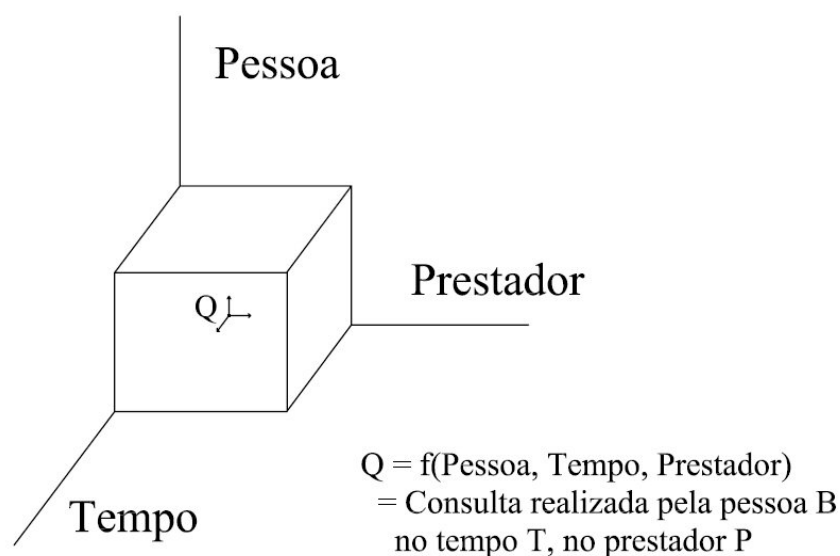 Pessoa
Prestador
Q
Tempo
Q = f(Pessoa, Tempo, Prestador)
= Consulta realizada pela pessoa B
no tempo T, no prestador P